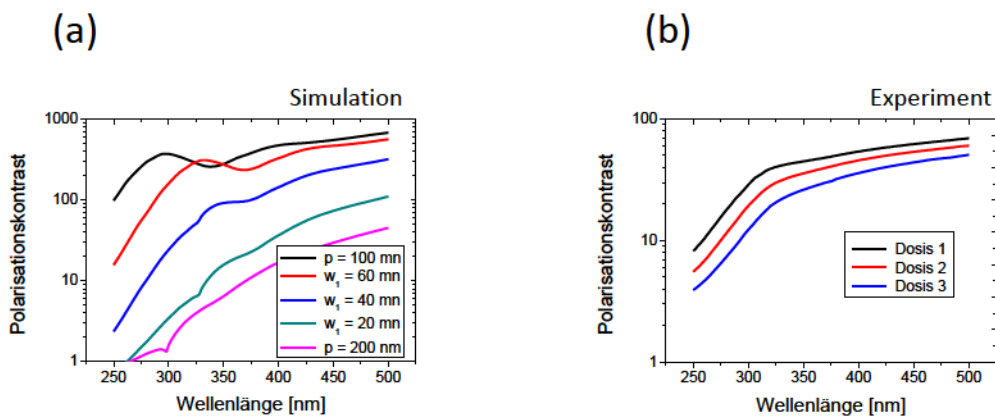 (a)
Simulation
Polarisationskontrast
1000
100
10
1
p = 100 mn
w₁ = 60 mn
w₁ = 40 mn
w₁ = 20 mn
p = 200 nm
250 300 350 400 450 500
Wellenlänge [nm]
(b)
Experiment
Polarisationskontrast
100
10
1
Dosis 1
Dosis 2
Dosis 3
250 300 350 400 450 500
Wellenlänge [nm]